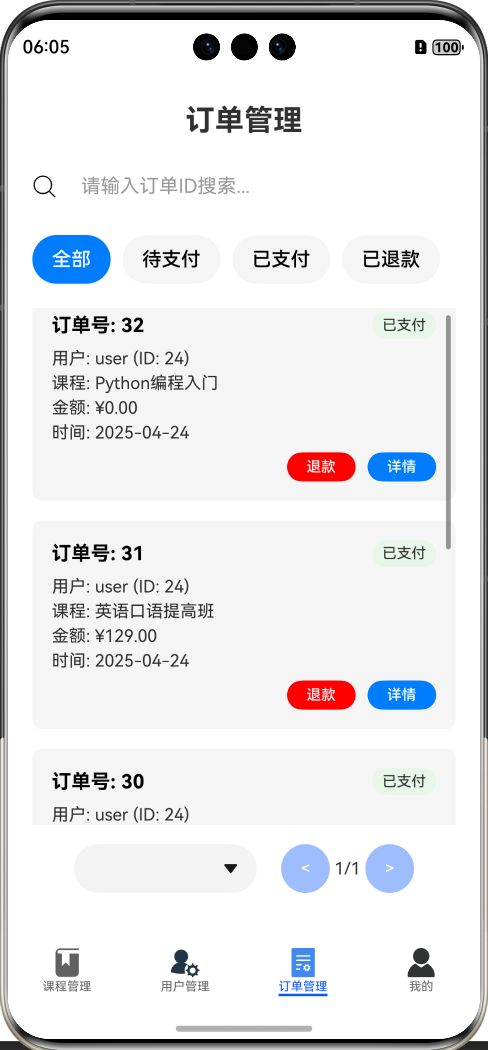 06:05
100
订单管理
请输入订单ID搜索...
全部 待支付 已支付 已退款
订单号: 32 已支付
用户: user (ID: 24)
课程: Python编程入门
金额: ¥0.00
时间: 2025-04-24
退款 详情
订单号: 31 已支付
用户: user (ID: 24)
课程: 英语口语提高班
金额: ¥129.00
时间: 2025-04-24
退款 详情
订单号: 30 已支付
用户: user (ID: 24)
< 1/1 >
课程管理 用户管理 订单管理 我的